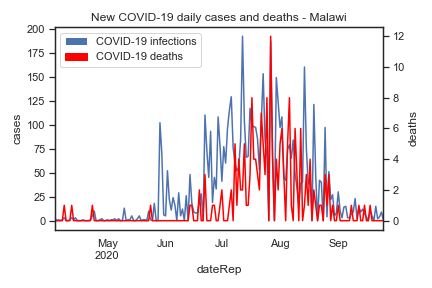 New COVID-19 daily cases and deaths - Malawi
COVID-19 infections
COVID-19 deaths
cases
200
175
150
125
100
75
50
25
0
deaths
12
10
8
6
4
2
0
May
2020
Jun
Jul
Aug
Sep
dateRep